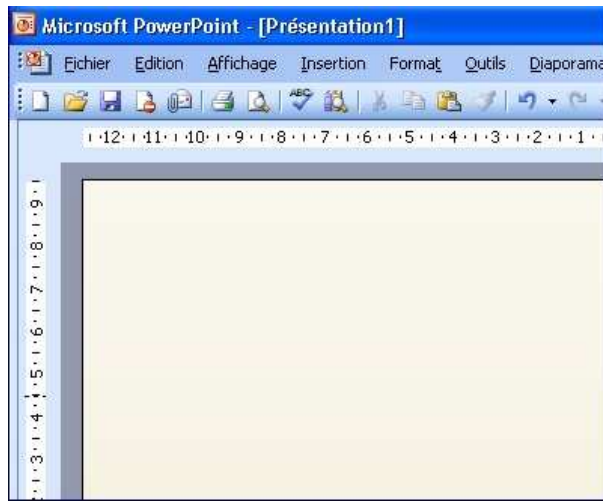 Microsoft PowerPoint - [Présentation1]
Fichier Edition Affichage Insertion Format Outils Diaporama
ABC
12 11 10 9 8 7 6 5 4 3 2 1
9
8
7
6
5
4
3